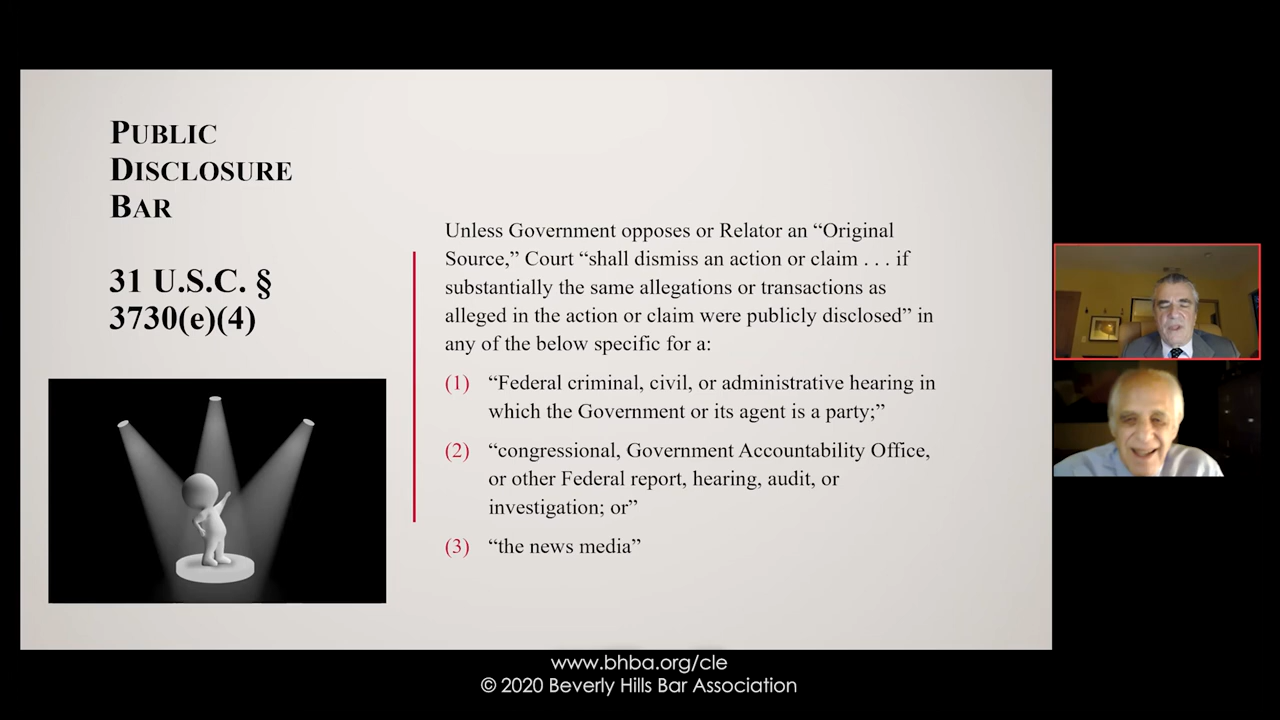 PUBLIC
DISCLOSURE
BAR
31 U.S.C. §
3730(e)(4)
Unless Government opposes or Relator an “Original
Source,” Court “shall dismiss an action or claim . . . if
substantially the same allegations or transactions as
alleged in the action or claim were publicly disclosed” in
any of the below specific for a:
(1) “Federal criminal, civil, or administrative hearing in
which the Government or its agent is a party;”
(2) “congressional, Government Accountability Office,
or other Federal report, hearing, audit, or
investigation; or”
(3) “the news media”
www.bhba.org/cle
© 2020 Beverly Hills Bar Association